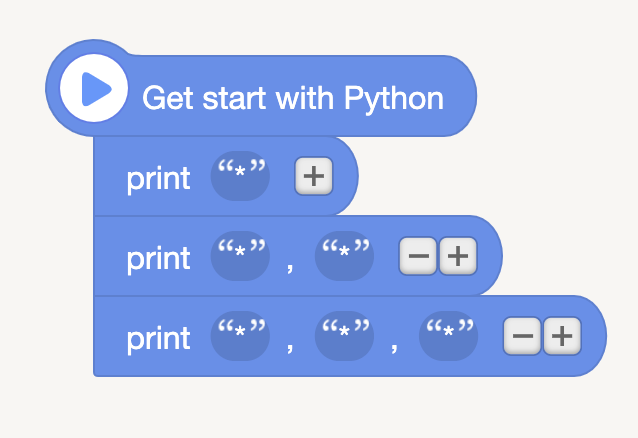 Get start with Python
print “*” +
print “*” , “*” − +
print “*” , “*” , “*” − +